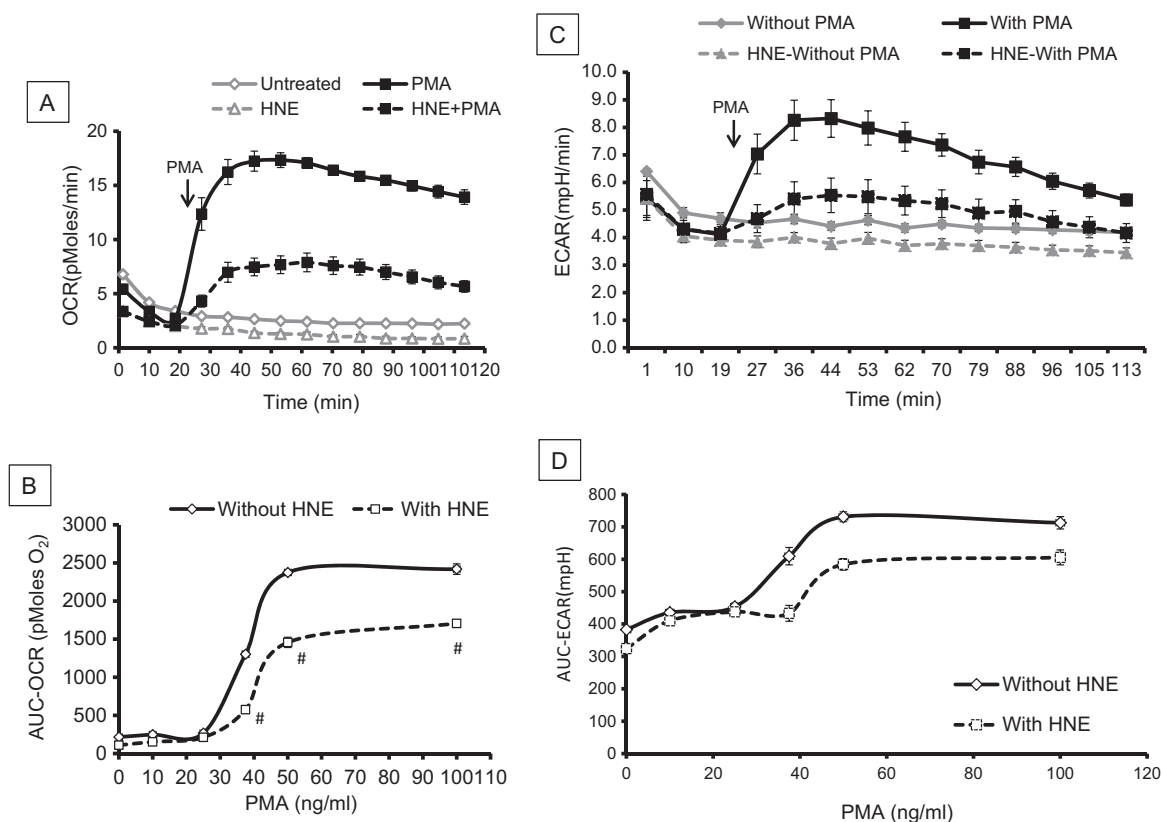 A
Untreated PMA
HNE HNE+PMA
PMA
OCR(pMoles/min)
20
15
10
5
0
0 10 20 30 40 50 60 70 80 90 100110120
Time (min)
C
Without PMA With PMA
HNE-Without PMA HNE-With PMA
PMA
ECAR(mpH/min)
10.0
9.0
8.0
7.0
6.0
5.0
4.0
3.0
2.0
1.0
0.0
1 10 19 27 36 44 53 62 70 79 88 96 105 113
Time (min)
B
Without HNE With HNE
AUC-OCR (pMoles O2)
3000
2500
2000
1500
1000
500
0
# # #
0 10 20 30 40 50 60 70 80 90 100110
PMA (ng/ml)
D
AUC-ECAR(mpH)
800
700
600
500
400
300
200
100
0
Without HNE
With HNE
0 20 40 60 80 100 120
PMA (ng/ml)